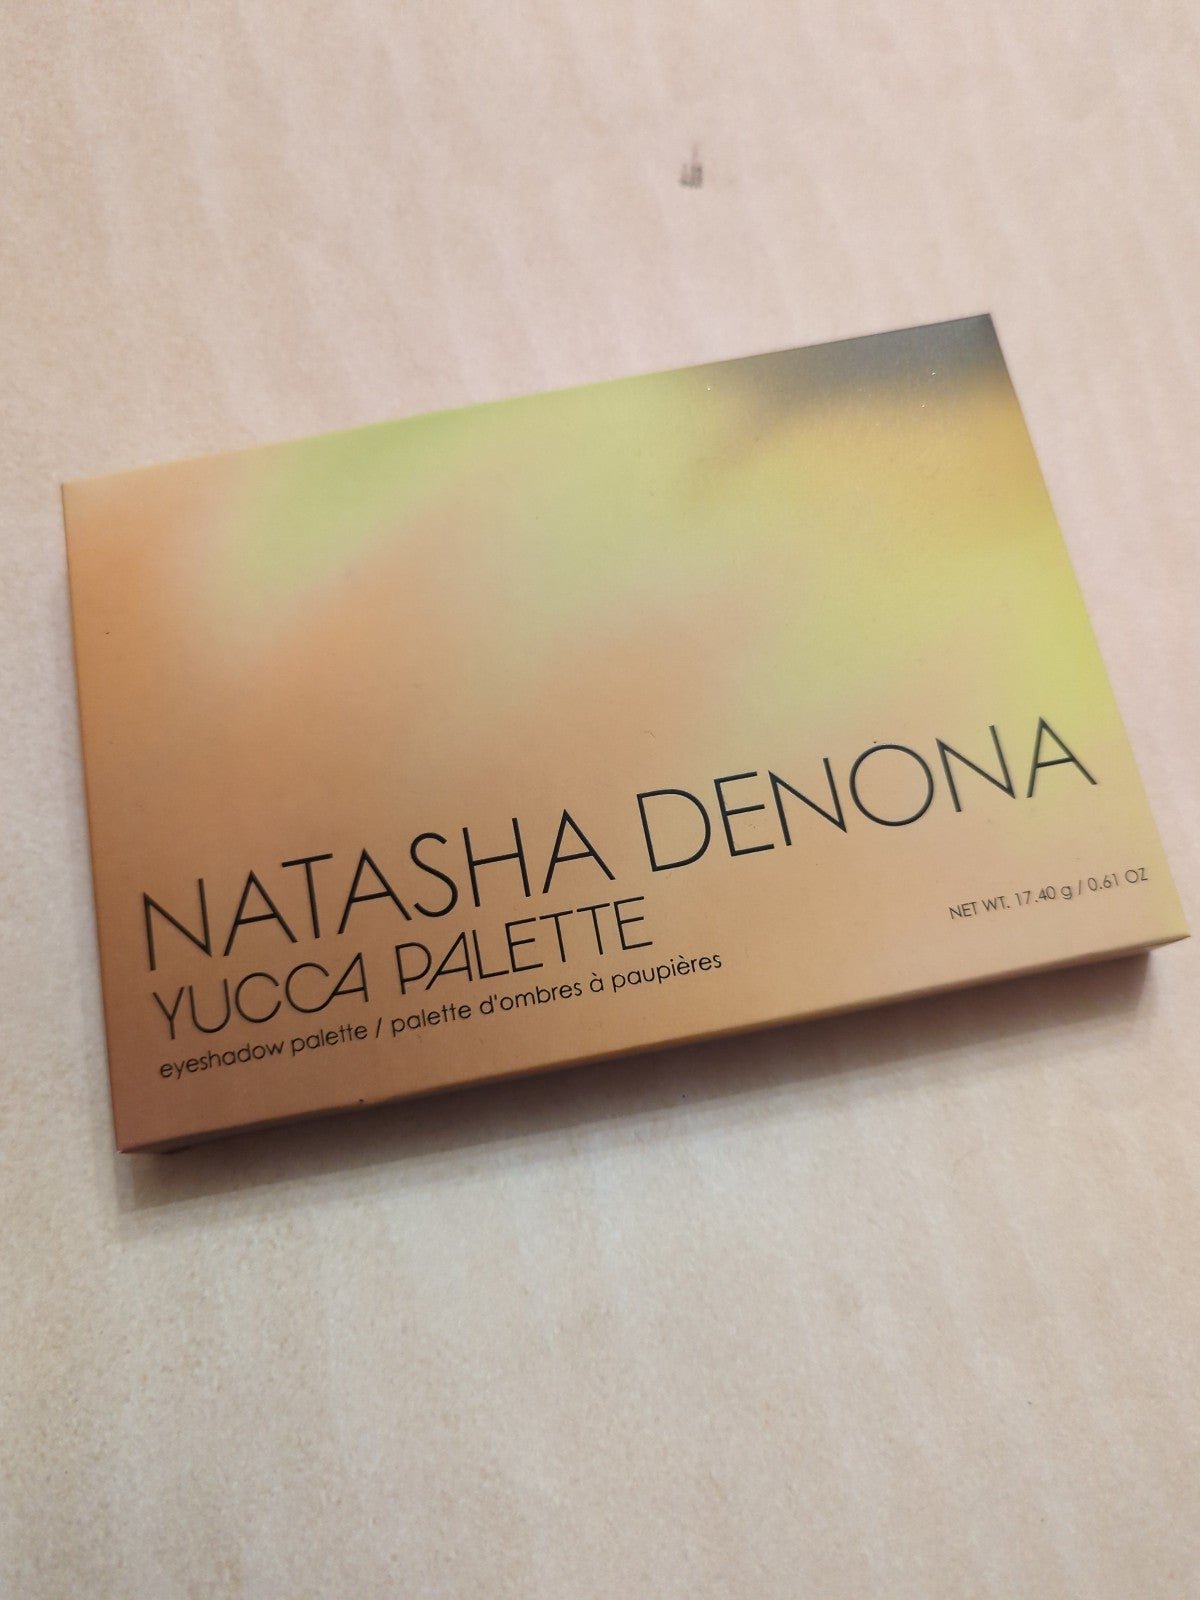 NATASHA DENONA
YUCCA PALETTE
eyeshadow palette / palette d'ombres à paupières
NET WT. 17.40 g / 0.61 OZ